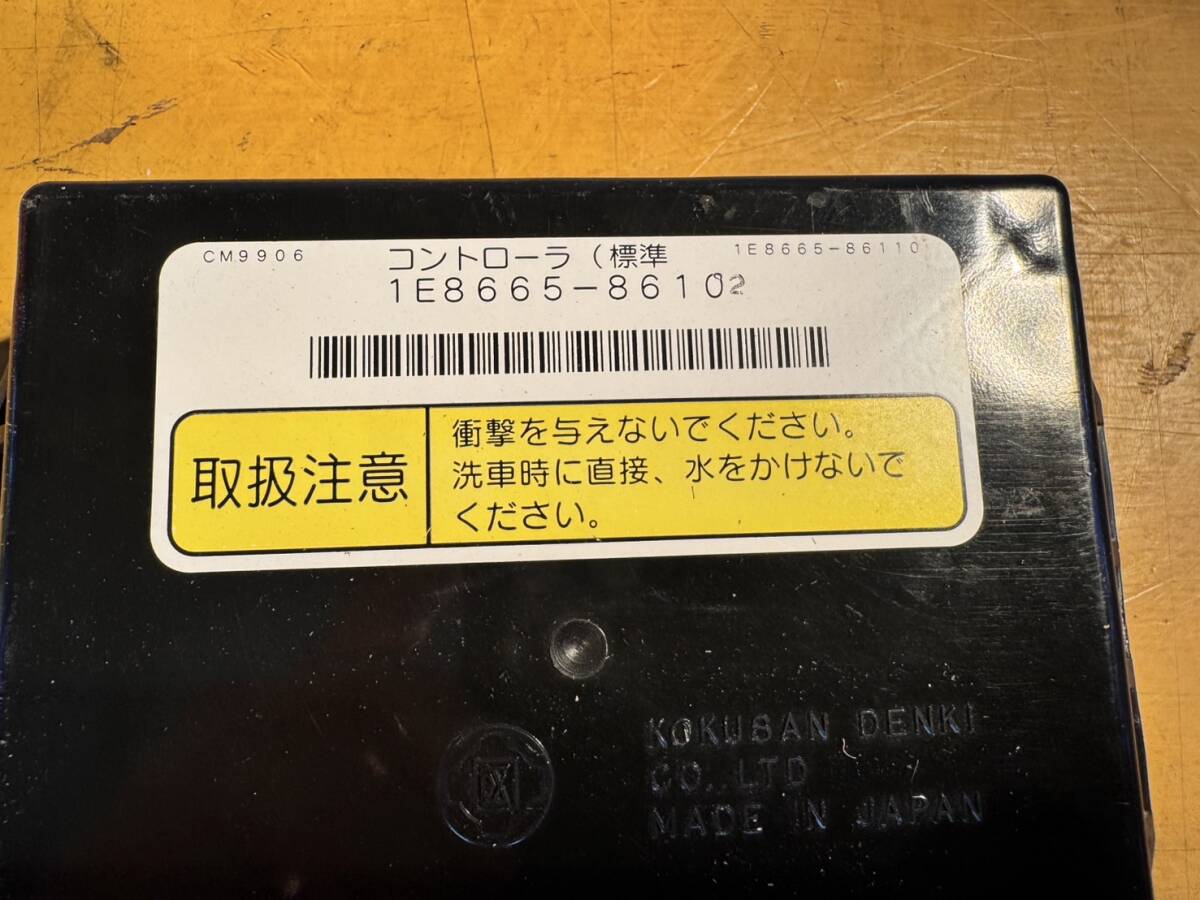 CM9906
コントローラ（標準
1E8665-86110
1E8665-86102
取扱注意
衝撃を与えないでください。
洗車時に直接、水をかけないで
ください。
KOKUSAN DENKI
CO. LTD
MADE IN JAPAN